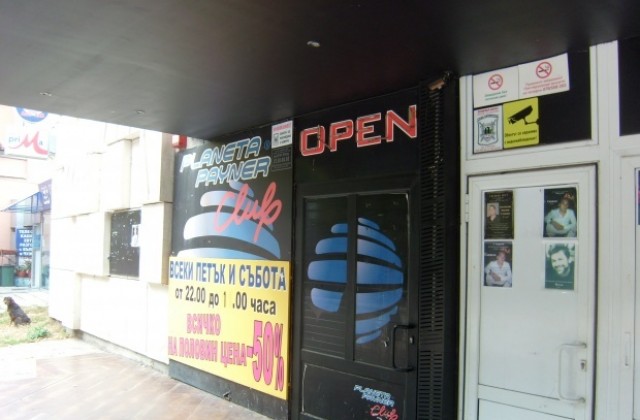 PLANETA
PAYNER
Club
OPEN
ВСЕКИ ПЕТЪК И СЪБОТА
от 22.00 до 1.00 часа
ВСИЧКО
НА ПОЛОВИН ЦЕНА -50%
PLANETA
PAYNER
Club